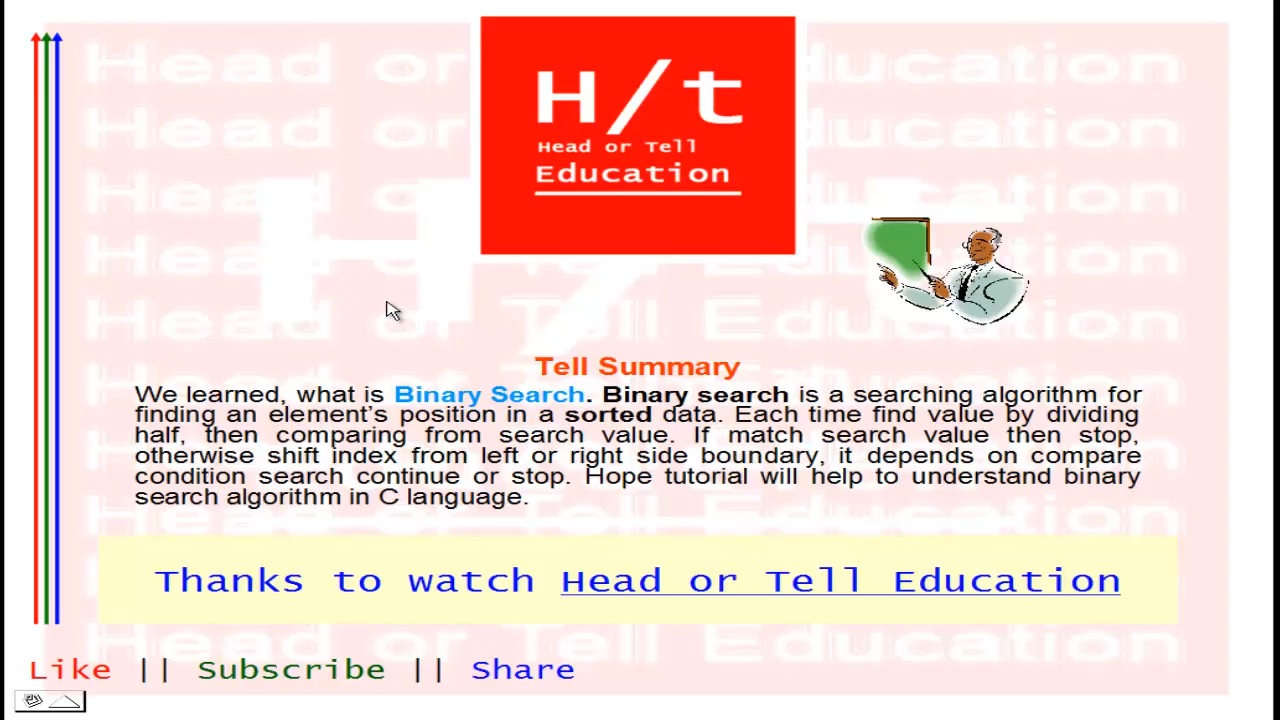 H/t
Head or Tell
Education
Tell Summary
We learned, what is Binary Search. Binary search is a searching algorithm for
finding an element's position in a sorted data. Each time find value by dividing
half, then comparing from search value. If match search value then stop,
otherwise shift index from left or right side boundary, it depends on compare
condition search continue or stop. Hope tutorial will help to understand binary
search algorithm in C language.
Thanks to watch Head or Tell Education
Like || Subscribe || Share